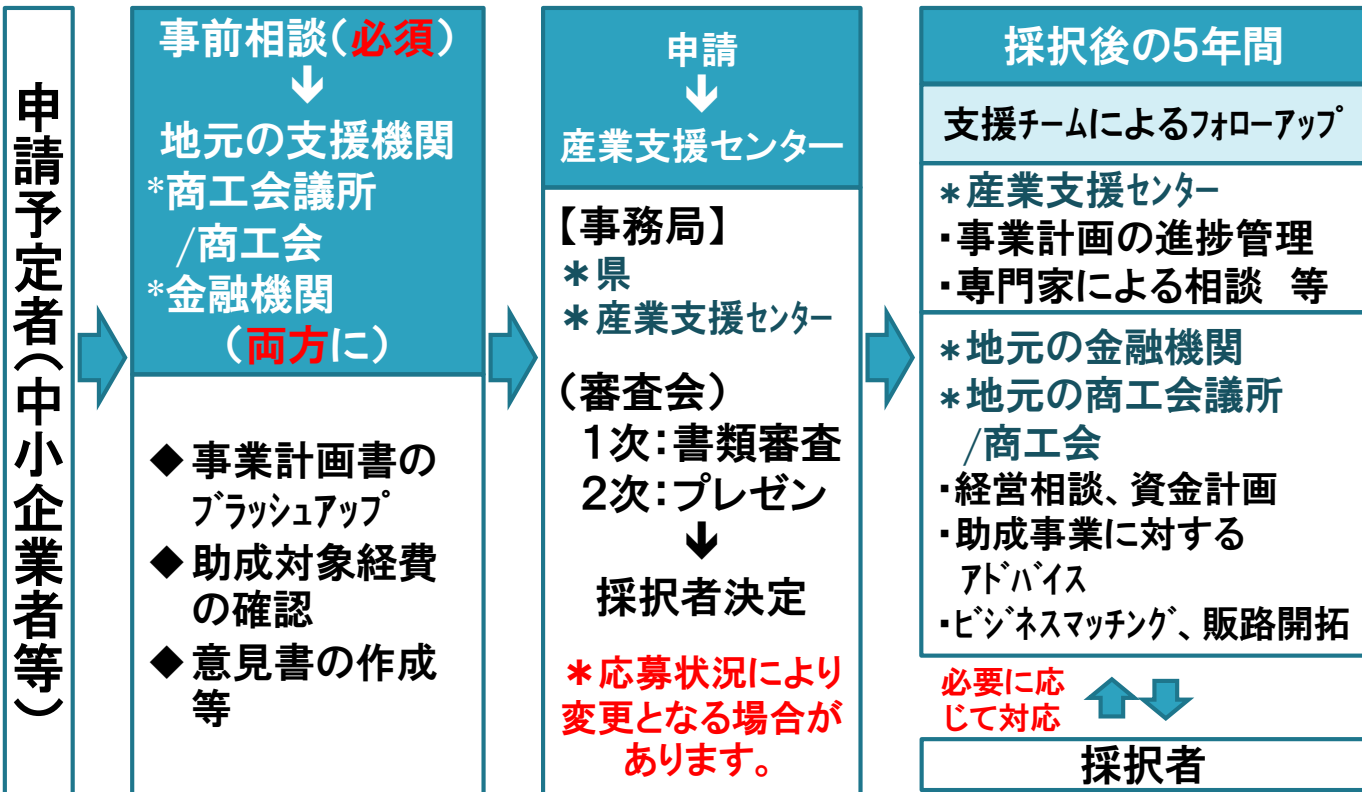 申請予定者（中小企業者等）
事前相談（必須）
↓
地元の支援機関
*商工会議所
/商工会
*金融機関
（両方に）
◆事業計画書の
ﾌﾞﾗｯｼｭｱｯﾌﾟ
◆助成対象経費
の確認
◆意見書の作成
等
申請
↓
産業支援センター
【事務局】
＊県
＊産業支援ｾﾝﾀｰ
（審査会）
1次：書類審査
2次：プレゼン
↓
採択者決定
＊応募状況により
変更となる場合が
あります。
採択後の5年間
支援ﾁｰﾑによるﾌｫﾛｰｱｯﾌﾟ
＊産業支援ｾﾝﾀｰ
・事業計画の進捗管理
・専門家による相談　等
＊地元の金融機関
＊地元の商工会議所
/商工会
・経営相談、資金計画
・助成事業に対する
ｱﾄﾞﾊﾞｲｽ
・ﾋﾞｼﾞﾈｽﾏｯﾁﾝｸﾞ、販路開拓
必要に応
じて対応
採択者